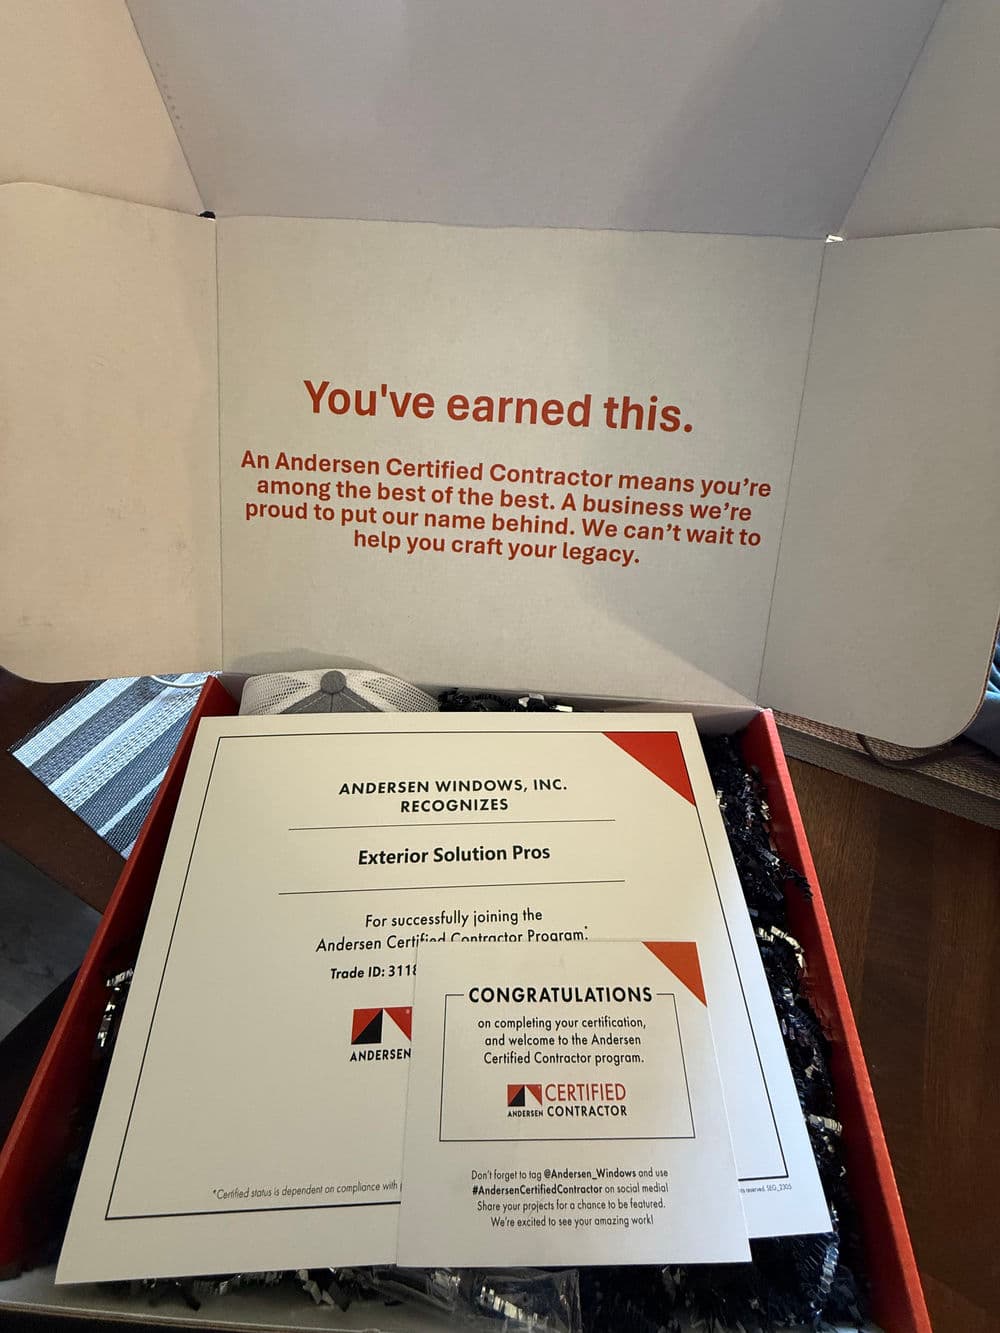 You've earned this.
An Andersen Certified Contractor means you're
among the best of the best. A business we're
proud to put our name behind. We can't wait to
help you craft your legacy.
ANDERSEN WINDOWS, INC.
RECOGNIZES
Exterior Solution Pros
For successfully joining the
Andersen Certified Contractor Program.*
Trade ID: 3118
ANDERSEN
*Certified status is dependent on compliance with
CONGRATULATIONS
on completing your certification,
and welcome to the Andersen
Certified Contractor program.
CERTIFIED
ANDERSEN CONTRACTOR
Don't forget to tag @Andersen_Windows and use
#AndersenCertifiedContractor on social media!
Share your projects for a chance to be featured.
We're excited to see your amazing work!
reserved. SEG_2305